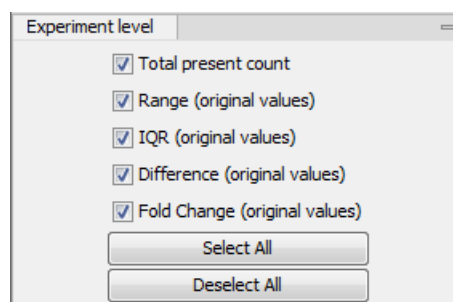 Experiment level
Total present count
Range (original values)
IQR (original values)
Difference (original values)
Fold Change (original values)
Select All
Deselect All